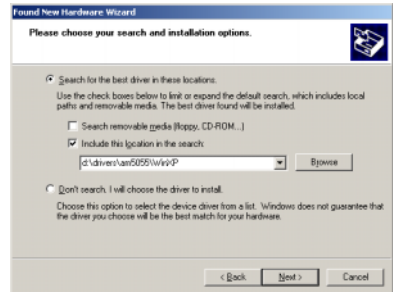 Found New Hardware Wizard
Please choose your search and installation options.
Search for the best driver in these locations.
Use the check boxes below to limit or expand the default search, which includes local
paths and removable media. The best driver found will be installed.
Search removable media (floppy, CD-ROM...)
Include this location in the search:
d:\drivers\am5055\WinXP
Browse
Don't search. I will choose the driver to install.
Choose this option to select the device driver from a list. Windows does not guarantee that
the driver you choose will be the best match for your hardware.
< Back
Next >
Cancel